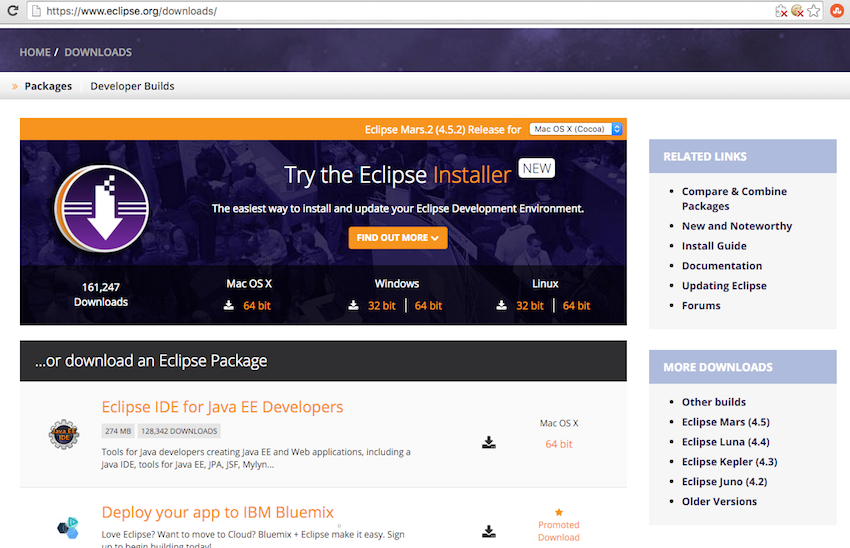 https://www.eclipse.org/downloads/
HOME / DOWNLOADS
» Packages Developer Builds
Eclipse Mars.2 (4.5.2) Release for Mac OS X (Cocoa)
Try the Eclipse Installer NEW
The easiest way to install and update your Eclipse Development Environment.
FIND OUT MORE
161,247
Downloads
Mac OS X
64 bit
Windows
32 bit | 64 bit
Linux
32 bit | 64 bit
...or download an Eclipse Package
Eclipse IDE for Java EE Developers
274 MB 128,342 DOWNLOADS
Tools for Java developers creating Java EE and Web applications, including a
Java IDE, tools for Java EE, JPA, JSF, Mylyn...
Java EE
IDE
Mac OS X
64 bit
Deploy your app to IBM Bluemix
Love Eclipse? Want to move to Cloud? Bluemix + Eclipse make it easy. Sign
up to begin building today!
Promoted
Download
RELATED LINKS
Compare & Combine
Packages
New and Noteworthy
Install Guide
Documentation
Updating Eclipse
Forums
MORE DOWNLOADS
Other builds
Eclipse Mars (4.5)
Eclipse Luna (4.4)
Eclipse Kepler (4.3)
Eclipse Juno (4.2)
Older Versions